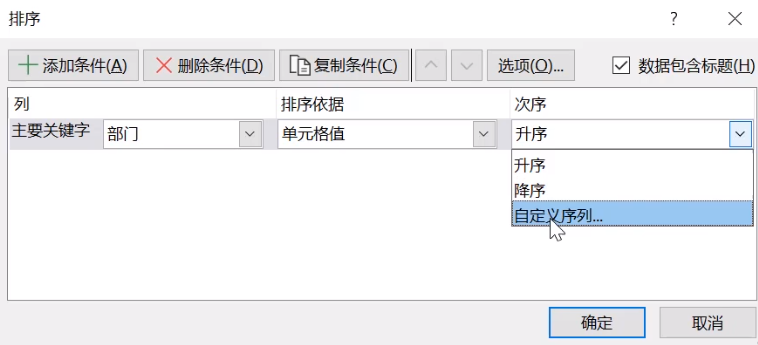 排序
添加条件(A) 删除条件(D) 复制条件(C) 选项(O)... 数据包含标题(H)
列 排序依据 次序
主要关键字 部门 单元格值 升序
升序
降序
自定义序列...
确定 取消